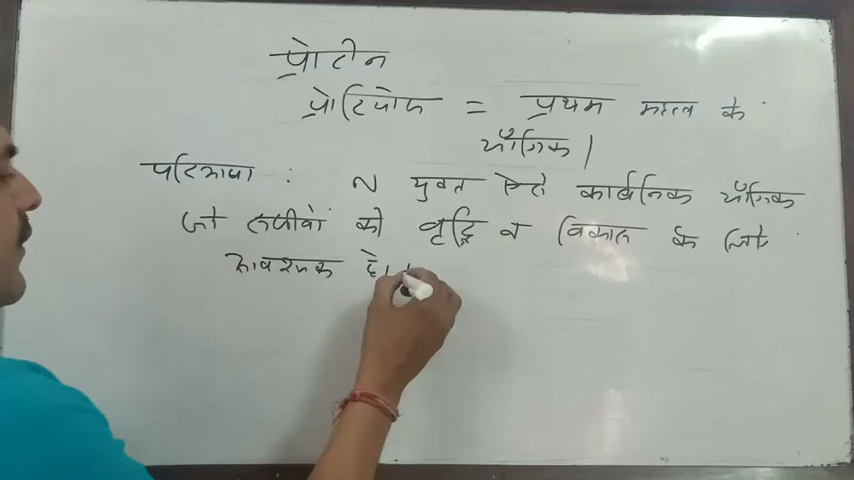 प्रोटीन
प्रोटियोज = प्रथम महत्व के
यौगिक।
परिभाषा : N युक्त ऐसे कार्बनिक यौगिक
जो सजीवों की वृद्धि व विकास के लिए
आवश्यक है।